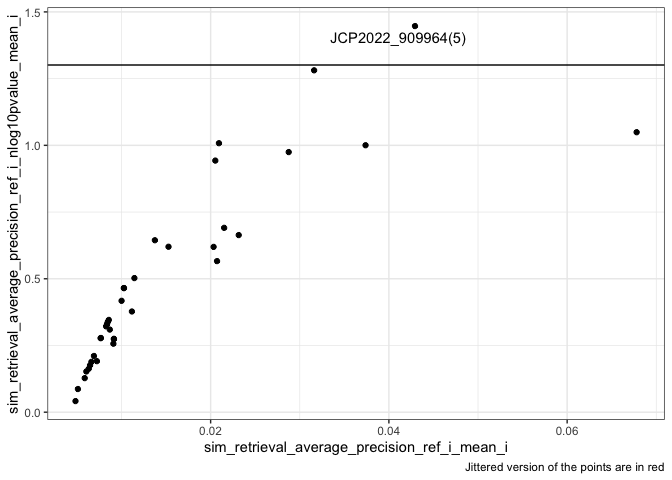 sim_retrieval_average_precision_ref_i_nlog10pvalue_mean_i
1.5
1.0
0.5
0.0
JCP2022_909964(5)
0.02
0.04
0.06
sim_retrieval_average_precision_ref_i_mean_i
Jittered version of the points are in red